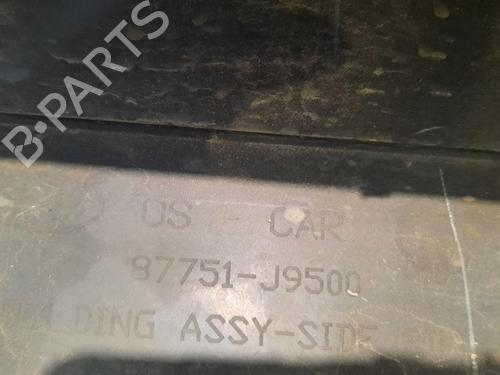 B-PARTS
OS - CAR
87751-J9500
ASSY-SIDE